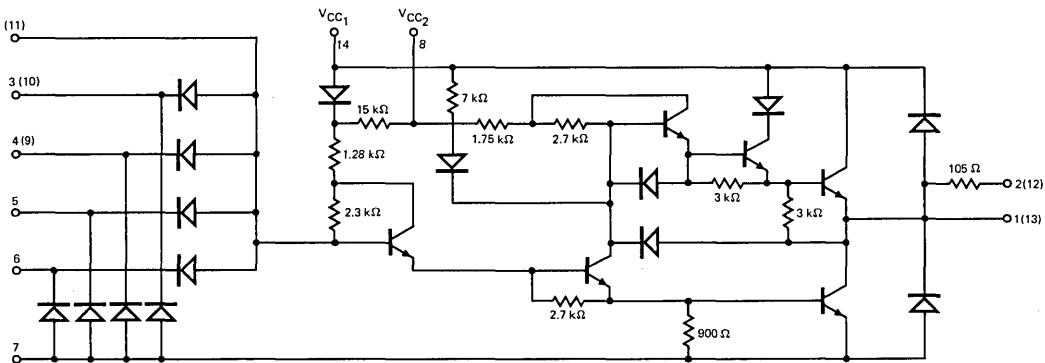 (11)
VCC1
VCC2
14
8
3 (10)
15 kΩ
7 kΩ
1.75 kΩ
2.7 kΩ
105 Ω
4 (9)
1.28 kΩ
2(12)
3 kΩ
5
2.3 kΩ
3 kΩ
1(13)
6
2.7 kΩ
900 Ω
7